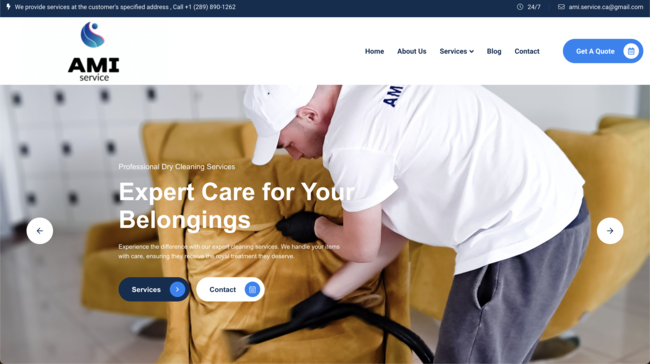 We provide services at the customer's specified address , Call +1 (289) 890-1262
24/7
ami.service.ca@gmail.com
AMI
service
Home
About Us
Services
Blog
Contact
Get A Quote
AM
Professional Dry Cleaning Services
Expert Care for Your
Belongings
Experience the difference with our expert cleaning services. We handle your items
with care, ensuring they receive the royal treatment they deserve.
Services
Contact